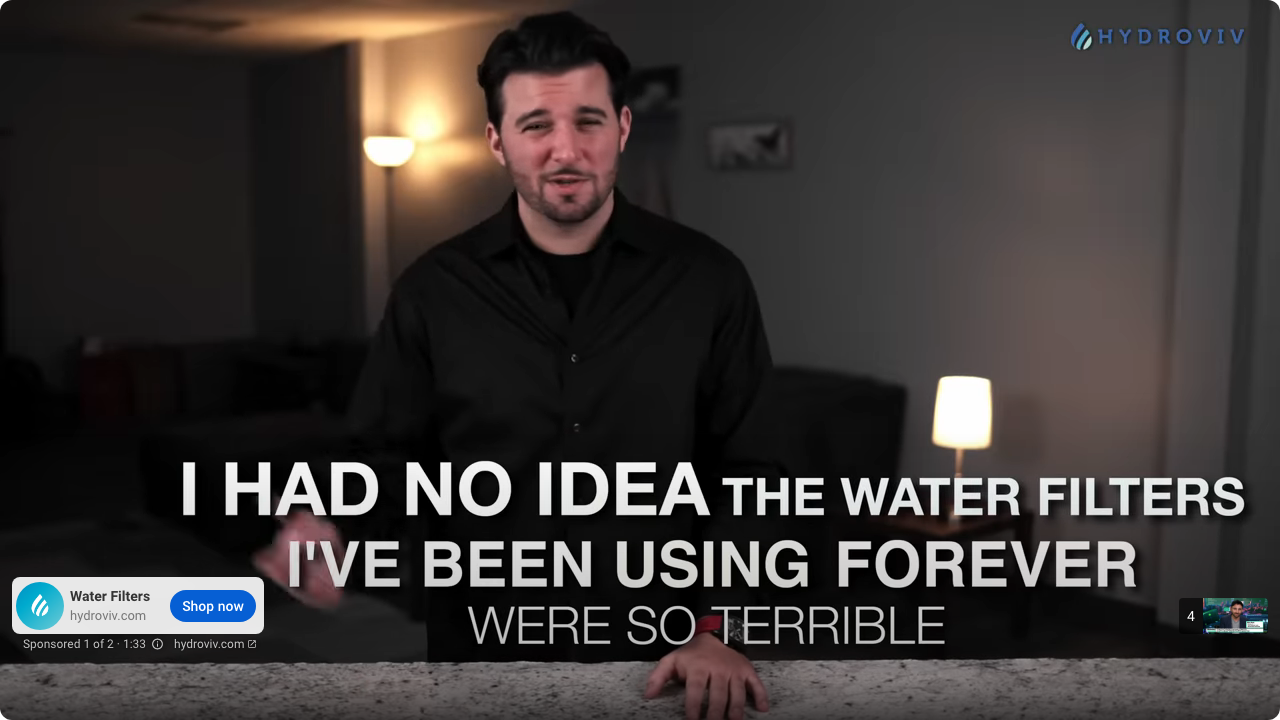 HYDROVIV
I HAD NO IDEA THE WATER FILTERS
I'VE BEEN USING FOREVER
WERE SO TERRIBLE
Water Filters
hydroviv.com
Shop now
4
Sponsored 1 of 2 · 1:33
hydroviv.com